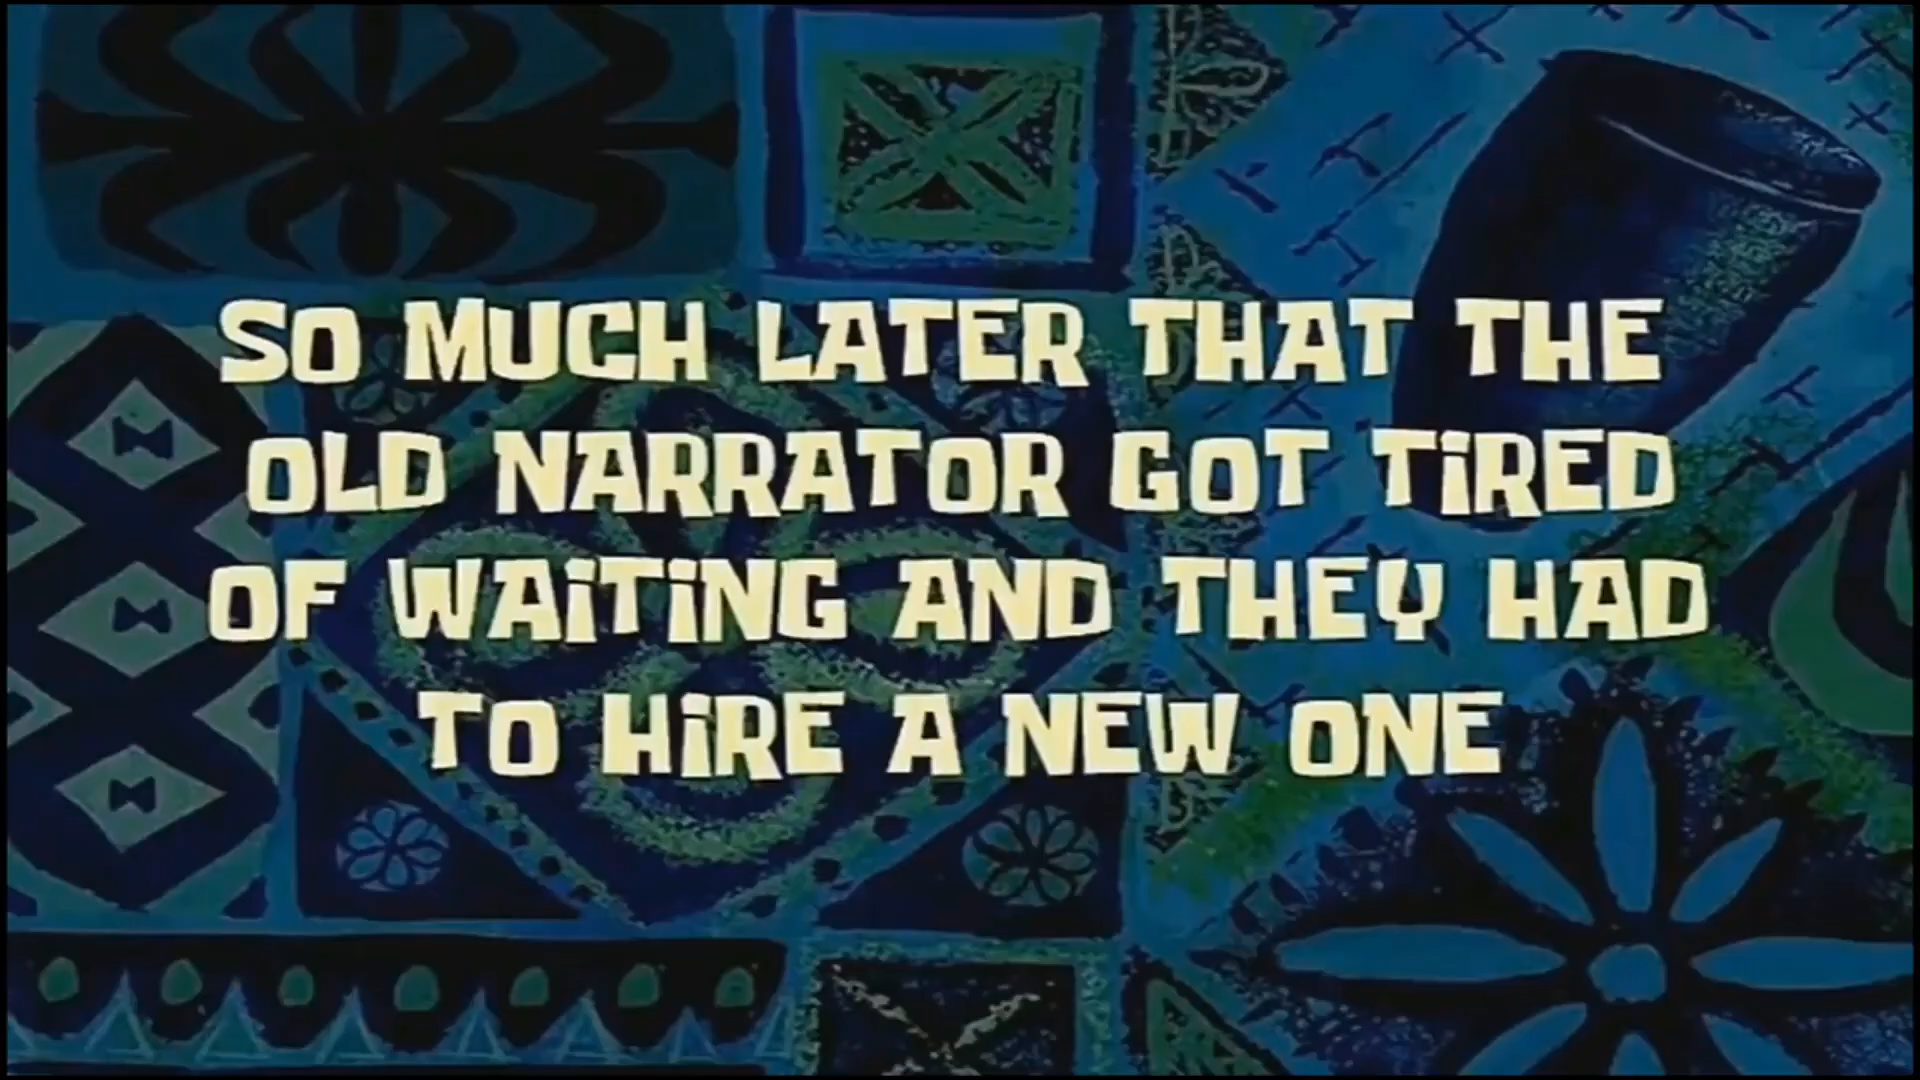 SO MUCH LATER THAT THE
OLD NARRATOR GOT TiRED
OF WAiTiNG AND THEY HAD
TO HiRE A NEW ONE